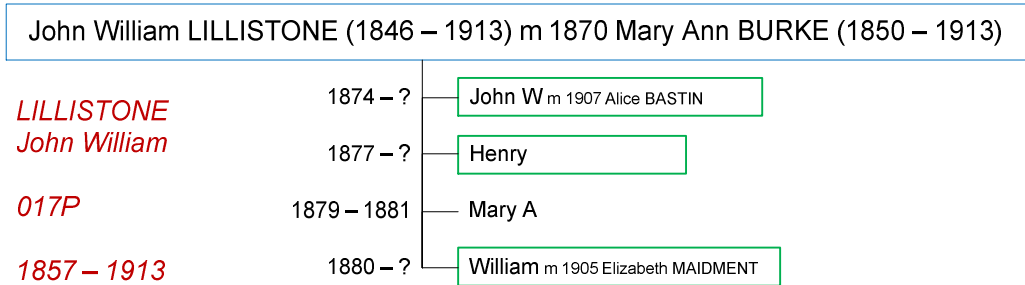 John William LILLISTONE (1846 – 1913) m 1870 Mary Ann BURKE (1850 – 1913)
LILLISTONE
John William
017P
1857 – 1913
1874 – ? John W m 1907 Alice BASTIN
1877 – ? Henry
1879 – 1881 Mary A
1880 – ? William m 1905 Elizabeth MAIDMENT